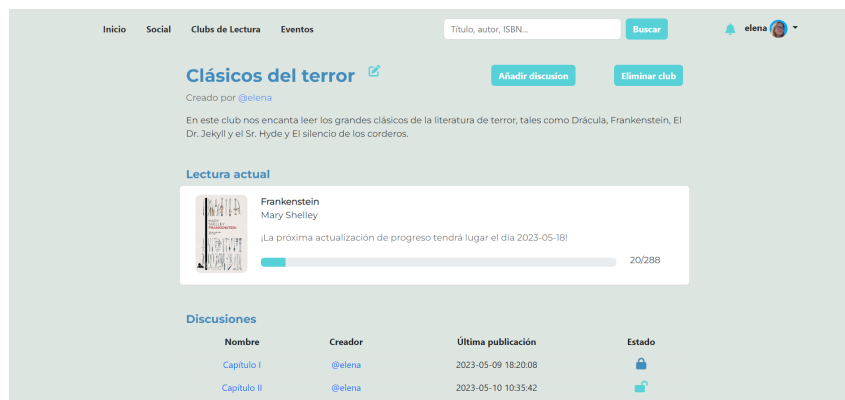 Inicio Social Clubs de Lectura Eventos Título, autor, ISBN... Buscar elena
Clásicos del terror Añadir discusion Eliminar club
Creado por @elena
En este club nos encanta leer los grandes clásicos de la literatura de terror, tales como Drácula, Frankenstein, El
Dr. Jekyll y el Sr. Hyde y El silencio de los corderos.
Lectura actual
Frankenstein
Mary Shelley
MARY
SHELLEY
¡La próxima actualización de progreso tendrá lugar el día 2023-05-18!
20/288
Discusiones
Nombre Creador Última publicación Estado
Capítulo I @elena 2023-05-09 18:20:08
Capítulo II @elena 2023-05-10 10:35:42